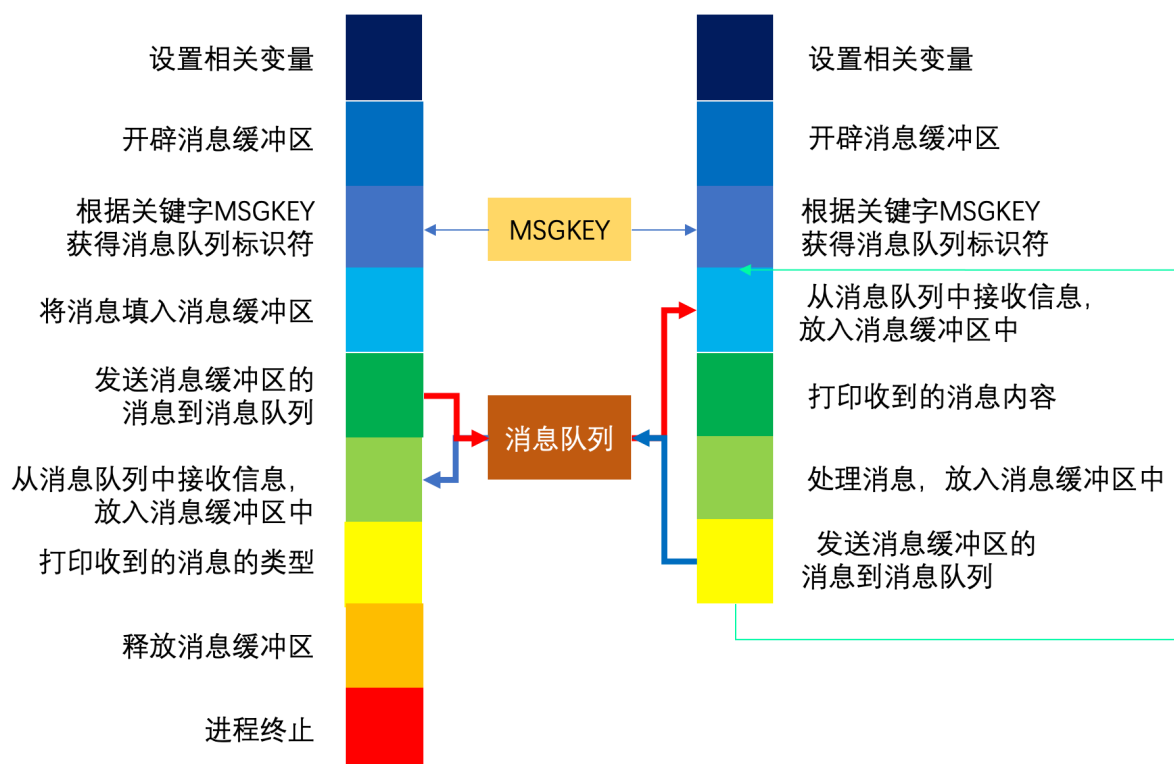 设置相关变量
开辟消息缓冲区
根据关键字MSGKEY
获得消息队列标识符
将消息填入消息缓冲区
发送消息缓冲区的
消息到消息队列
从消息队列中接收信息,
放入消息缓冲区中
打印收到的消息的类型
释放消息缓冲区
进程终止
MSGKEY
消息队列
设置相关变量
开辟消息缓冲区
根据关键字MSGKEY
获得消息队列标识符
从消息队列中接收信息,
放入消息缓冲区中
打印收到的消息内容
处理消息，放入消息缓冲区中
发送消息缓冲区的
消息到消息队列